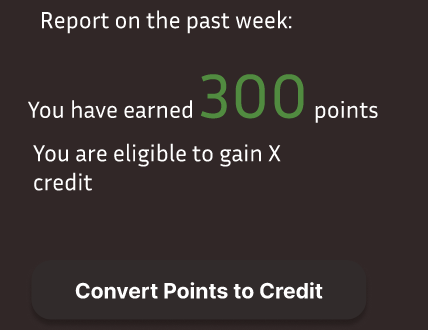 Report on the past week:
You have earned 300 points
You are eligible to gain X
credit
Convert Points to Credit